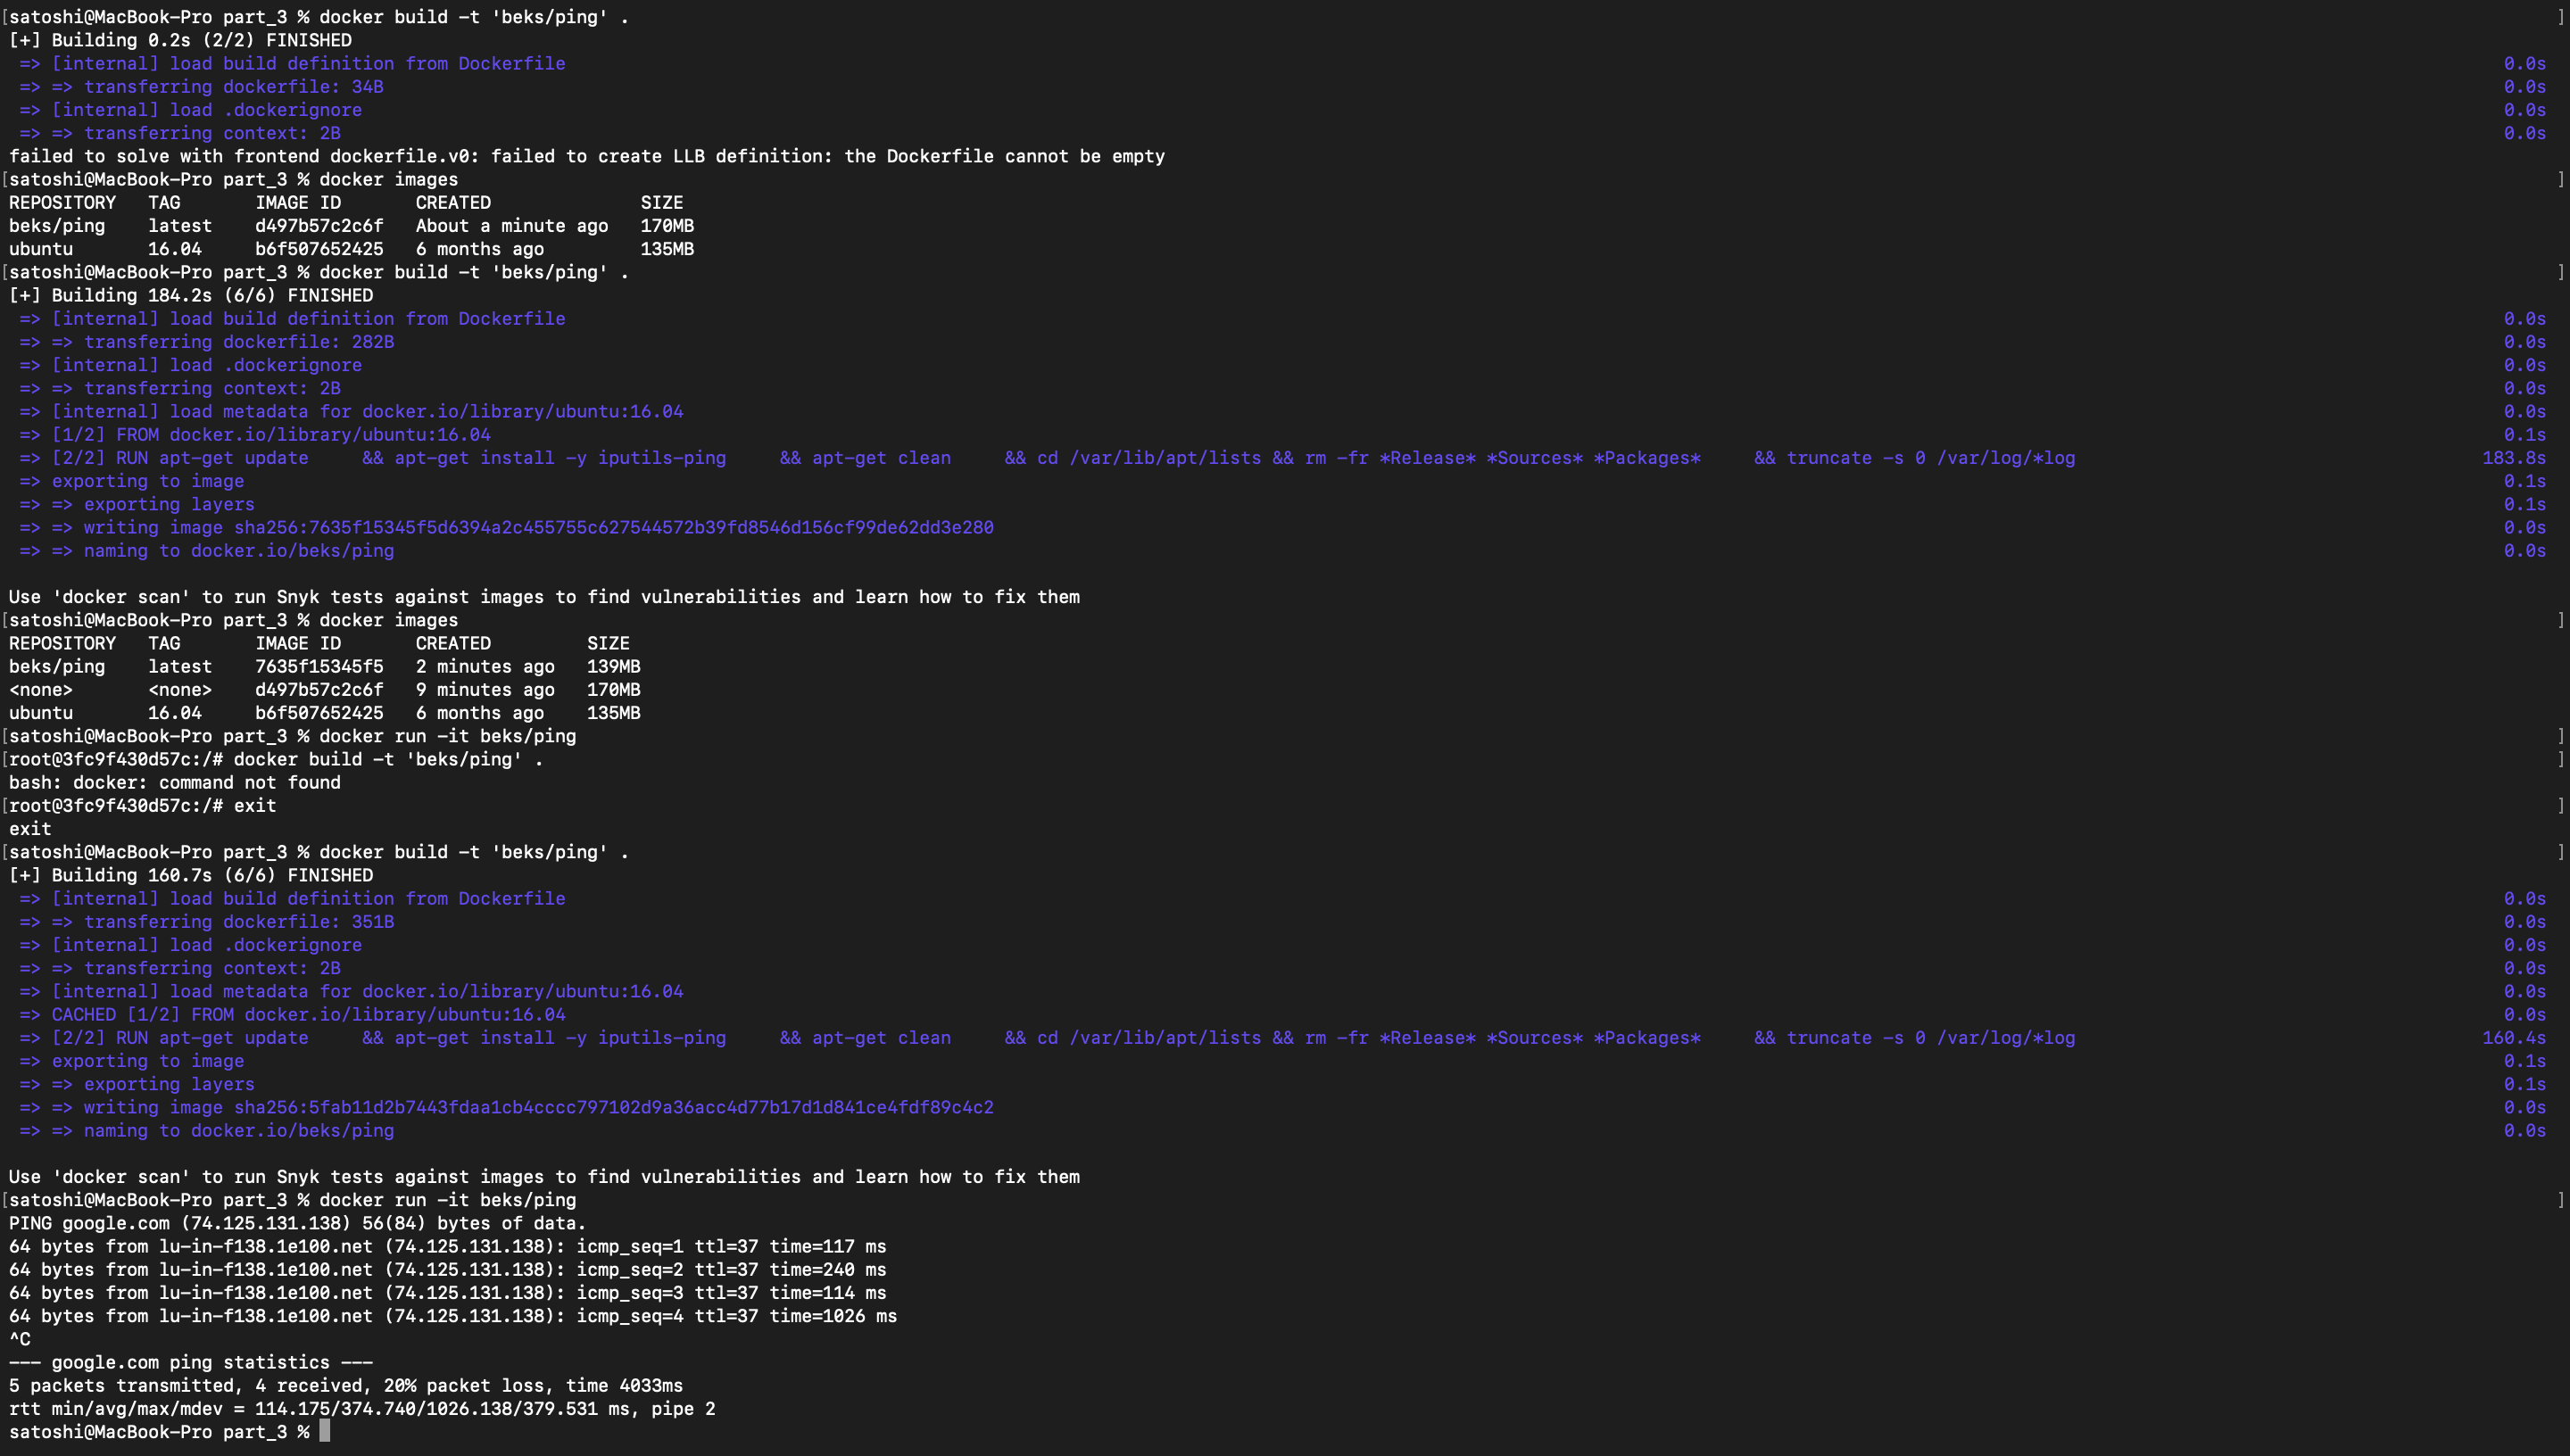 [satoshi@MacBook-Pro part_3 % docker build -t 'beks/ping' . ]
[+] Building 0.2s (2/2) FINISHED
=> [internal] load build definition from Dockerfile 0.0s
=> => transferring dockerfile: 34B 0.0s
=> [internal] load .dockerignore 0.0s
=> => transferring context: 2B 0.0s
failed to solve with frontend dockerfile.v0: failed to create LLB definition: the Dockerfile cannot be empty
[satoshi@MacBook-Pro part_3 % docker images ]
REPOSITORY TAG IMAGE ID CREATED SIZE
beks/ping latest d497b57c2c6f About a minute ago 170MB
ubuntu 16.04 b6f507652425 6 months ago 135MB
[satoshi@MacBook-Pro part_3 % docker build -t 'beks/ping' . ]
[+] Building 184.2s (6/6) FINISHED
=> [internal] load build definition from Dockerfile 0.0s
=> => transferring dockerfile: 282B 0.0s
=> [internal] load .dockerignore 0.0s
=> => transferring context: 2B 0.0s
=> [internal] load metadata for docker.io/library/ubuntu:16.04 0.0s
=> [1/2] FROM docker.io/library/ubuntu:16.04 0.1s
=> [2/2] RUN apt-get update && apt-get install -y iputils-ping && apt-get clean && cd /var/lib/apt/lists && rm -fr *Release* *Sources* *Packages* && truncate -s 0 /var/log/*log 183.8s
=> exporting to image 0.1s
=> => exporting layers 0.1s
=> => writing image sha256:7635f15345f5d6394a2c455755c627544572b39fd8546d156cf99de62dd3e280 0.0s
=> => naming to docker.io/beks/ping 0.0s
Use 'docker scan' to run Snyk tests against images to find vulnerabilities and learn how to fix them
[satoshi@MacBook-Pro part_3 % docker images ]
REPOSITORY TAG IMAGE ID CREATED SIZE
beks/ping latest 7635f15345f5 2 minutes ago 139MB
<none> <none> d497b57c2c6f 9 minutes ago 170MB
ubuntu 16.04 b6f507652425 6 months ago 135MB
[satoshi@MacBook-Pro part_3 % docker run -it beks/ping ]
[root@3fc9f430d57c:/# docker build -t 'beks/ping' . ]
bash: docker: command not found
[root@3fc9f430d57c:/# exit ]
exit
[satoshi@MacBook-Pro part_3 % docker build -t 'beks/ping' . ]
[+] Building 160.7s (6/6) FINISHED
=> [internal] load build definition from Dockerfile 0.0s
=> => transferring dockerfile: 351B 0.0s
=> [internal] load .dockerignore 0.0s
=> => transferring context: 2B 0.0s
=> [internal] load metadata for docker.io/library/ubuntu:16.04 0.0s
=> CACHED [1/2] FROM docker.io/library/ubuntu:16.04 0.0s
=> [2/2] RUN apt-get update && apt-get install -y iputils-ping && apt-get clean && cd /var/lib/apt/lists && rm -fr *Release* *Sources* *Packages* && truncate -s 0 /var/log/*log 160.4s
=> exporting to image 0.1s
=> => exporting layers 0.1s
=> => writing image sha256:5fab11d2b7443fdaa1cb4cccc797102d9a36acc4d77b17d1d841ce4fdf89c4c2 0.0s
=> => naming to docker.io/beks/ping 0.0s
Use 'docker scan' to run Snyk tests against images to find vulnerabilities and learn how to fix them
[satoshi@MacBook-Pro part_3 % docker run -it beks/ping ]
PING google.com (74.125.131.138) 56(84) bytes of data.
64 bytes from lu-in-f138.1e100.net (74.125.131.138): icmp_seq=1 ttl=37 time=117 ms
64 bytes from lu-in-f138.1e100.net (74.125.131.138): icmp_seq=2 ttl=37 time=240 ms
64 bytes from lu-in-f138.1e100.net (74.125.131.138): icmp_seq=3 ttl=37 time=114 ms
64 bytes from lu-in-f138.1e100.net (74.125.131.138): icmp_seq=4 ttl=37 time=1026 ms
^C
--- google.com ping statistics ---
5 packets transmitted, 4 received, 20% packet loss, time 4033ms
rtt min/avg/max/mdev = 114.175/374.740/1026.138/379.531 ms, pipe 2
satoshi@MacBook-Pro part_3 %